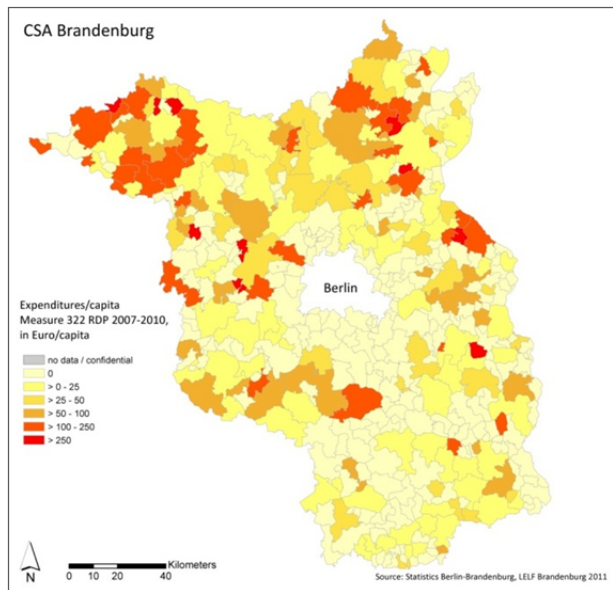 CSA Brandenburg
Berlin
Expenditures/capita
Measure 322 RDP 2007-2010,
in Euro/capita
no data / confidential
0
> 0 - 25
> 25 - 50
> 50 - 100
> 100 - 250
> 250
N
Kilometers
0 10 20 40
Source: Statistics Berlin-Brandenburg, LELF Brandenburg 2011